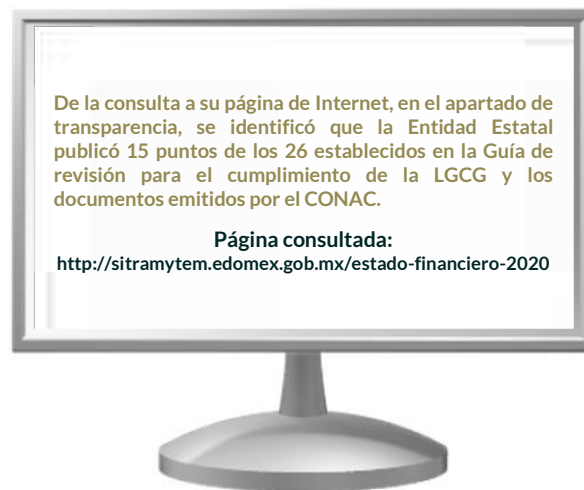 De la consulta a su página de Internet, en el apartado de
transparencia, se identificó que la Entidad Estatal
publicó 15 puntos de los 26 establecidos en la Guía de
revisión para el cumplimiento de la LGCG y los
documentos emitidos por el CONAC.
Página consultada:
http://sitramytem.edomex.gob.mx/estado-financiero-2020